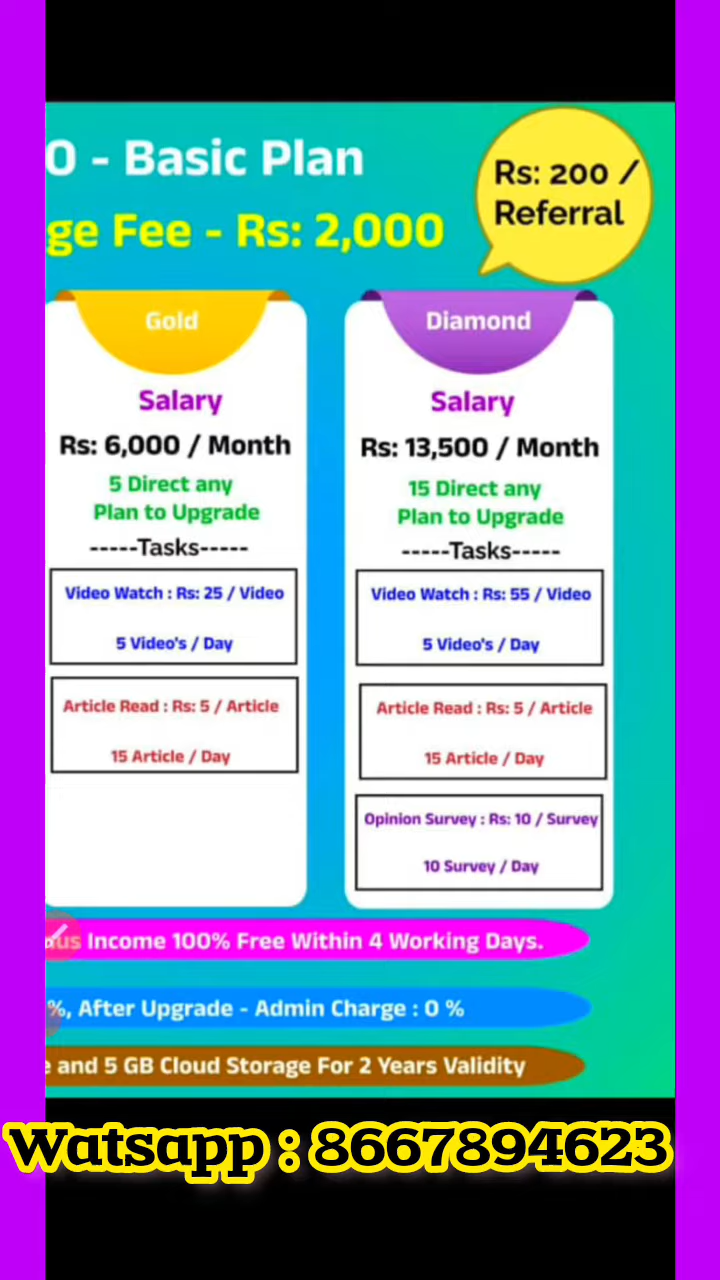 O - Basic Plan
ge Fee - Rs: 2,000
Rs: 200 /
Referral
Gold
Salary
Rs: 6,000 / Month
5 Direct any
Plan to Upgrade
-----Tasks-----
Video Watch : Rs: 25 / Video
5 Video's / Day
Article Read : Rs: 5 / Article
15 Article / Day
Diamond
Salary
Rs: 13,500 / Month
15 Direct any
Plan to Upgrade
-----Tasks-----
Video Watch : Rs: 55 / Video
5 Video's / Day
Article Read : Rs: 5 / Article
15 Article / Day
Opinion Survey : Rs: 10 / Survey
10 Survey / Day
Income 100% Free Within 4 Working Days.
%, After Upgrade - Admin Charge : 0 %
e and 5 GB Cloud Storage For 2 Years Validity
Watsapp : 8667894623